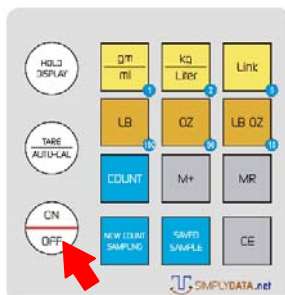 HOLD
DISPLAY
gm
ml
1
kg
Liter
2
Link
5
LB
100
OZ
50
LB OZ
10
TARE
AUTO-CAL
COUNT
M+
MR
ON
OFF
NEW COUNT
SAMPLING
SAVED
SAMPLE
CE
SIMPLYDATA.net